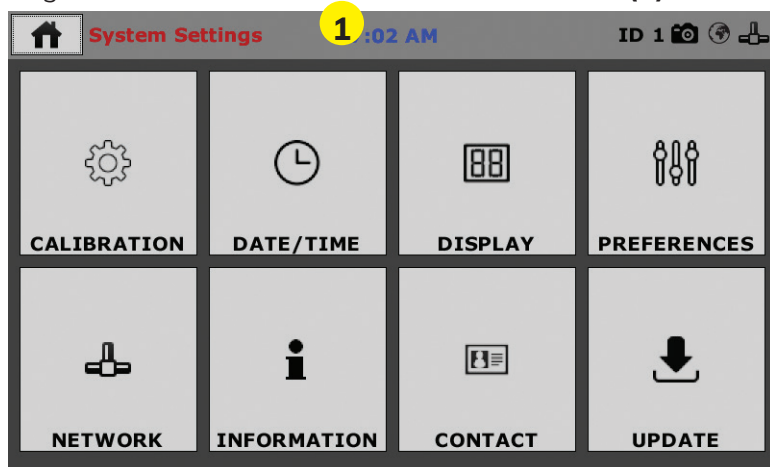 System Settings 1 :02 AM ID 1
CALIBRATION DATE/TIME DISPLAY PREFERENCES
NETWORK INFORMATION CONTACT UPDATE